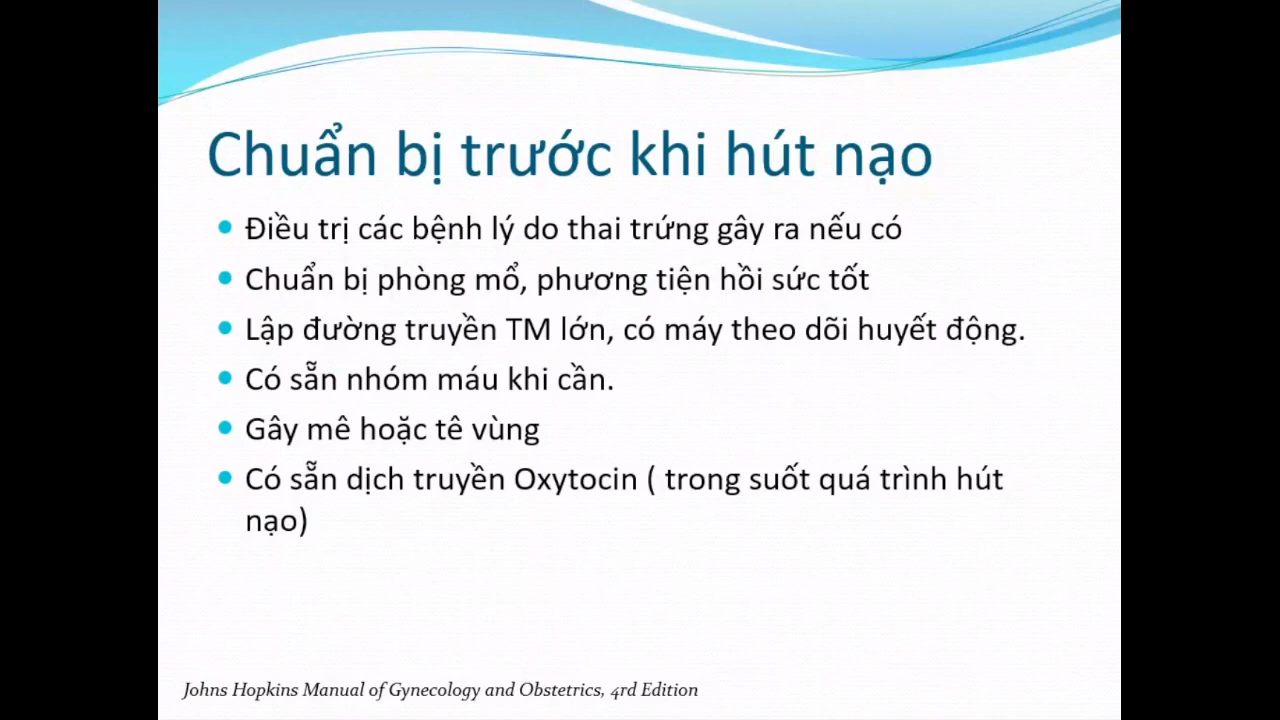 Chuẩn bị trước khi hút nạo
Điều trị các bệnh lý do thai trứng gây ra nếu có
Chuẩn bị phòng mổ, phương tiện hồi sức tốt
Lập đường truyền TM lớn, có máy theo dõi huyết động.
Có sẵn nhóm máu khi cần.
Gây mê hoặc tê vùng
Có sẵn dịch truyền Oxytocin ( trong suốt quá trình hút
nạo)
Johns Hopkins Manual of Gynecology and Obstetrics, 4rd Edition